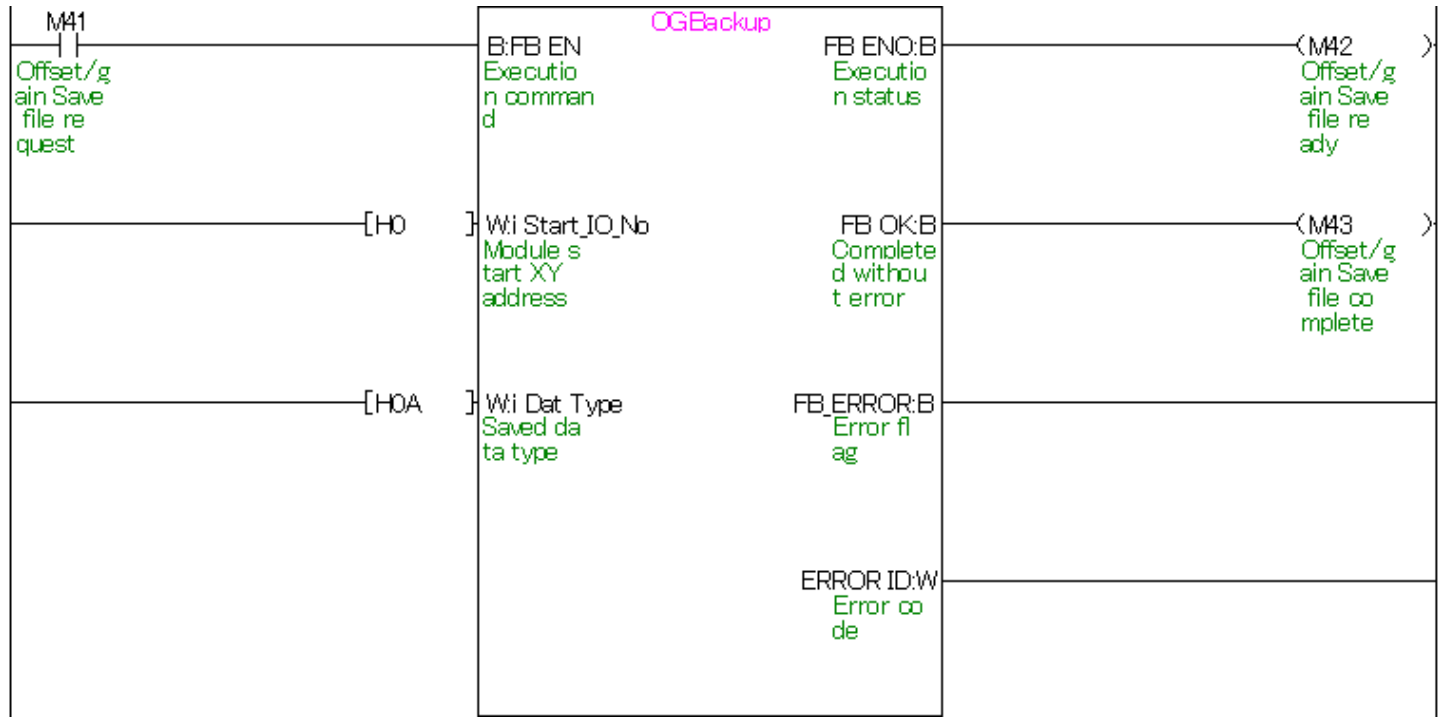 M41
OGBackup
B:FB EN
FB ENO:B
(M42 )
Offset/g
ain Save
file re
quest
Executio
n comman
d
Executio
n status
Offset/g
ain Save
file re
ady
[H0 ]
W:i Start_IO_No
FB OK:B
(M43 )
Module s
tart XY
address
Complete
d withou
t error
Offset/g
ain Save
file co
mplete
[H0A ]
W:i Dat Type
FB_ERROR:B
Saved da
ta type
Error fl
ag
ERROR ID:W
Error co
de